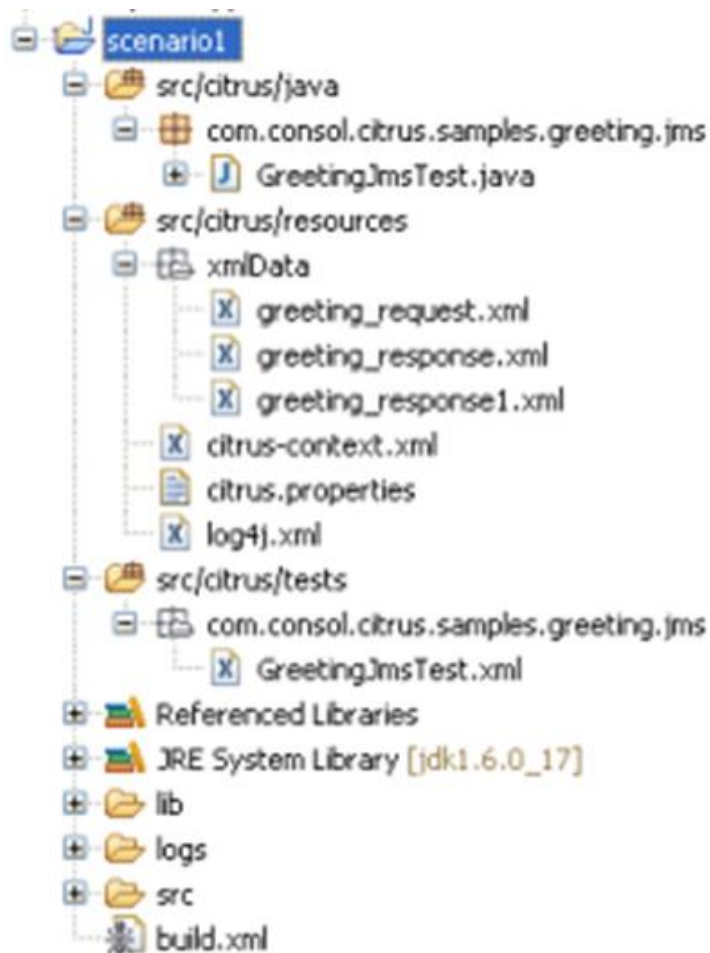 scenario1
src/citrus/java
com.consol.citrus.samples.greeting.jms
GreetingJmsTest.java
src/citrus/resources
xmlData
greeting_request.xml
greeting_response.xml
greeting_response1.xml
citrus-context.xml
citrus.properties
log4j.xml
src/citrus/tests
com.consol.citrus.samples.greeting.jms
GreetingJmsTest.xml
Referenced Libraries
JRE System Library [jdk1.6.0_17]
lib
logs
src
build.xml